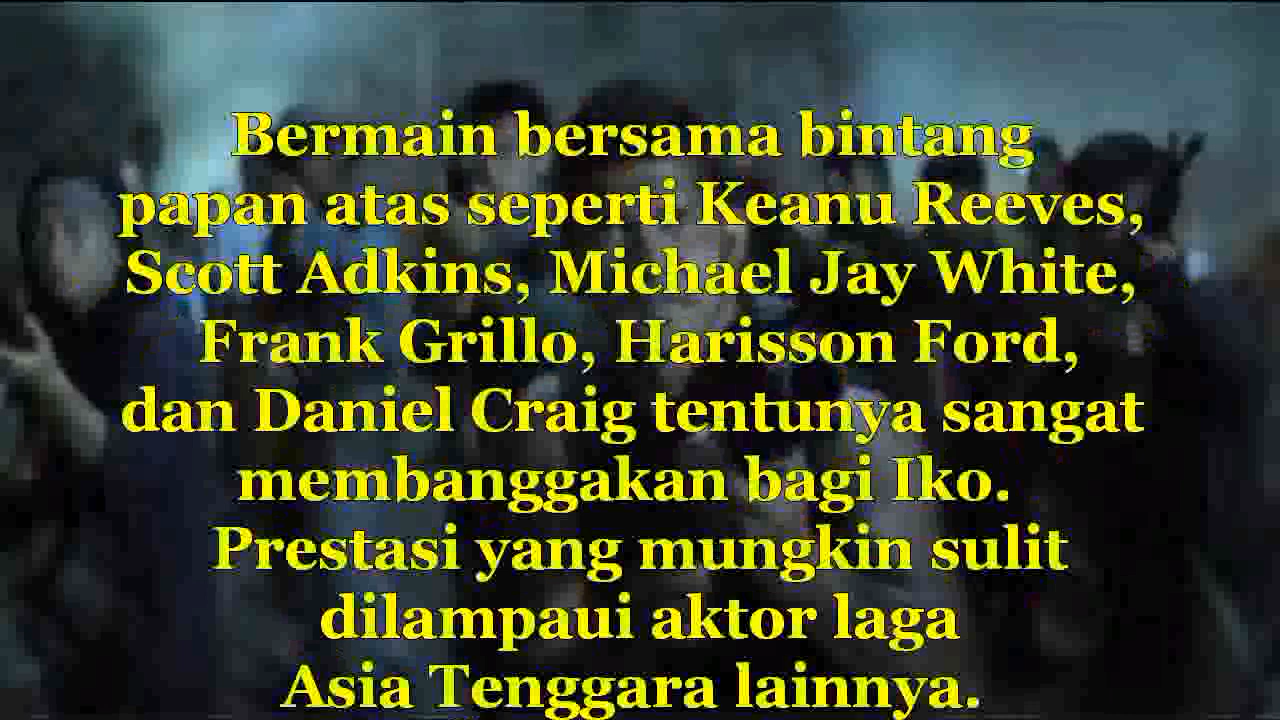 Bermain bersama bintang
papan atas seperti Keanu Reeves,
Scott Adkins, Michael Jay White,
Frank Grillo, Harisson Ford,
dan Daniel Craig tentunya sangat
membanggakan bagi Iko.
Prestasi yang mungkin sulit
dilampaui aktor laga
Asia Tenggara lainnya.